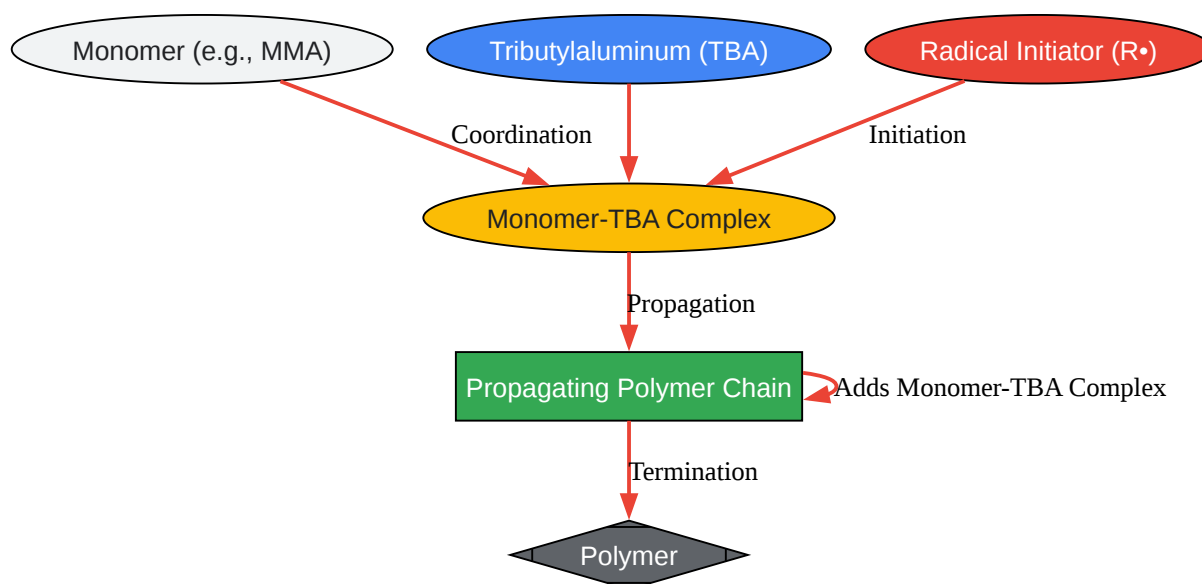 Monomer (e.g., MMA)
Tributylaluminum (TBA)
Radical Initiator (R•)
Coordination
Initiation
Monomer-TBA Complex
Propagation
Propagating Polymer Chain
Adds Monomer-TBA Complex
Termination
Polymer